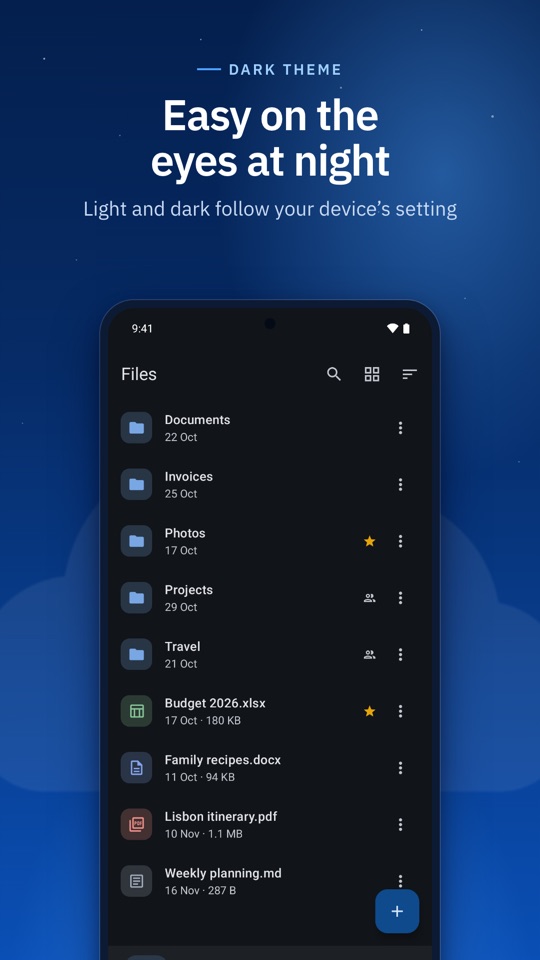 DARK THEME
Easy on the
eyes at night
Light and dark follow your device’s setting
9:41
Files
Documents
22 Oct
Invoices
25 Oct
Photos
17 Oct
Projects
29 Oct
Travel
21 Oct
Budget 2026.xlsx
17 Oct · 180 KB
Family recipes.docx
11 Oct · 94 KB
Lisbon itinerary.pdf
10 Nov · 1.1 MB
PDF
Weekly planning.md
16 Nov · 287 B